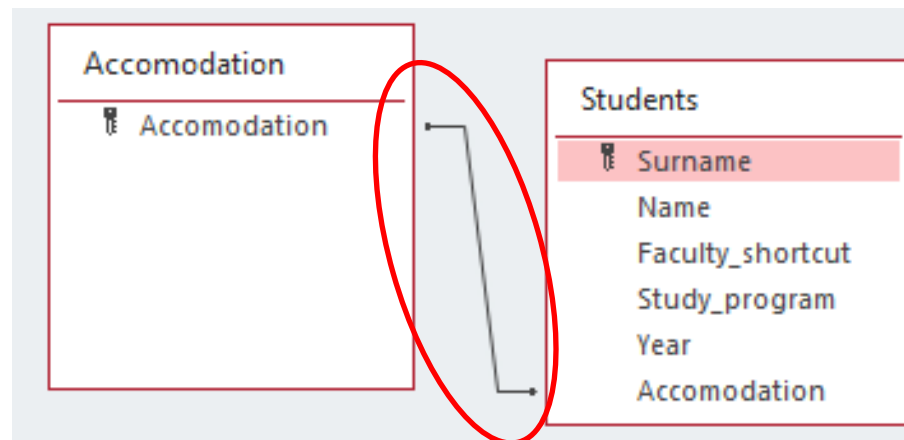 Accomodation
Accomodation
Students
Surname
Name
Faculty_shortcut
Study_program
Year
Accomodation